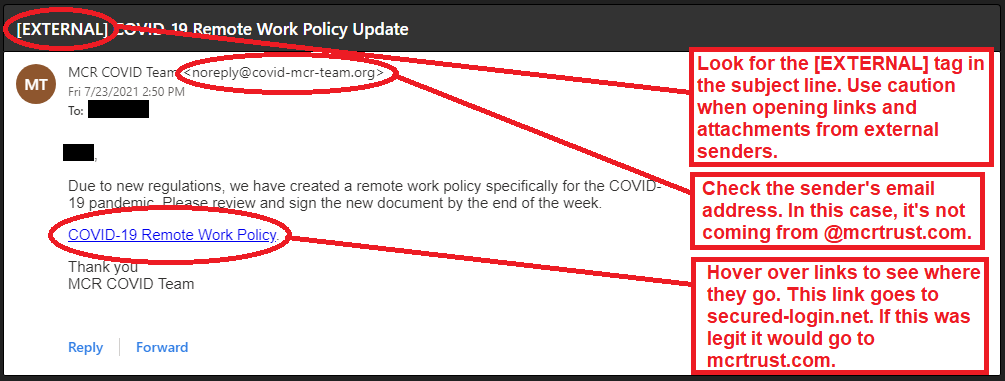 [EXTERNAL] COVID-19 Remote Work Policy Update
MT
MCR COVID Team <noreply@covid-mcr-team.org>
Fri 7/23/2021 2:50 PM
To:
,
Due to new regulations, we have created a remote work policy specifically for the COVID-
19 pandemic. Please review and sign the new document by the end of the week.
COVID-19 Remote Work Policy.
Thank you
MCR COVID Team
Reply
Forward
Look for the [EXTERNAL] tag in
the subject line. Use caution
when opening links and
attachments from external
senders.
Check the sender's email
address. In this case, it's not
coming from @mcrtrust.com.
Hover over links to see where
they go. This link goes to
secured-login.net. If this was
legit it would go to
mcrtrust.com.